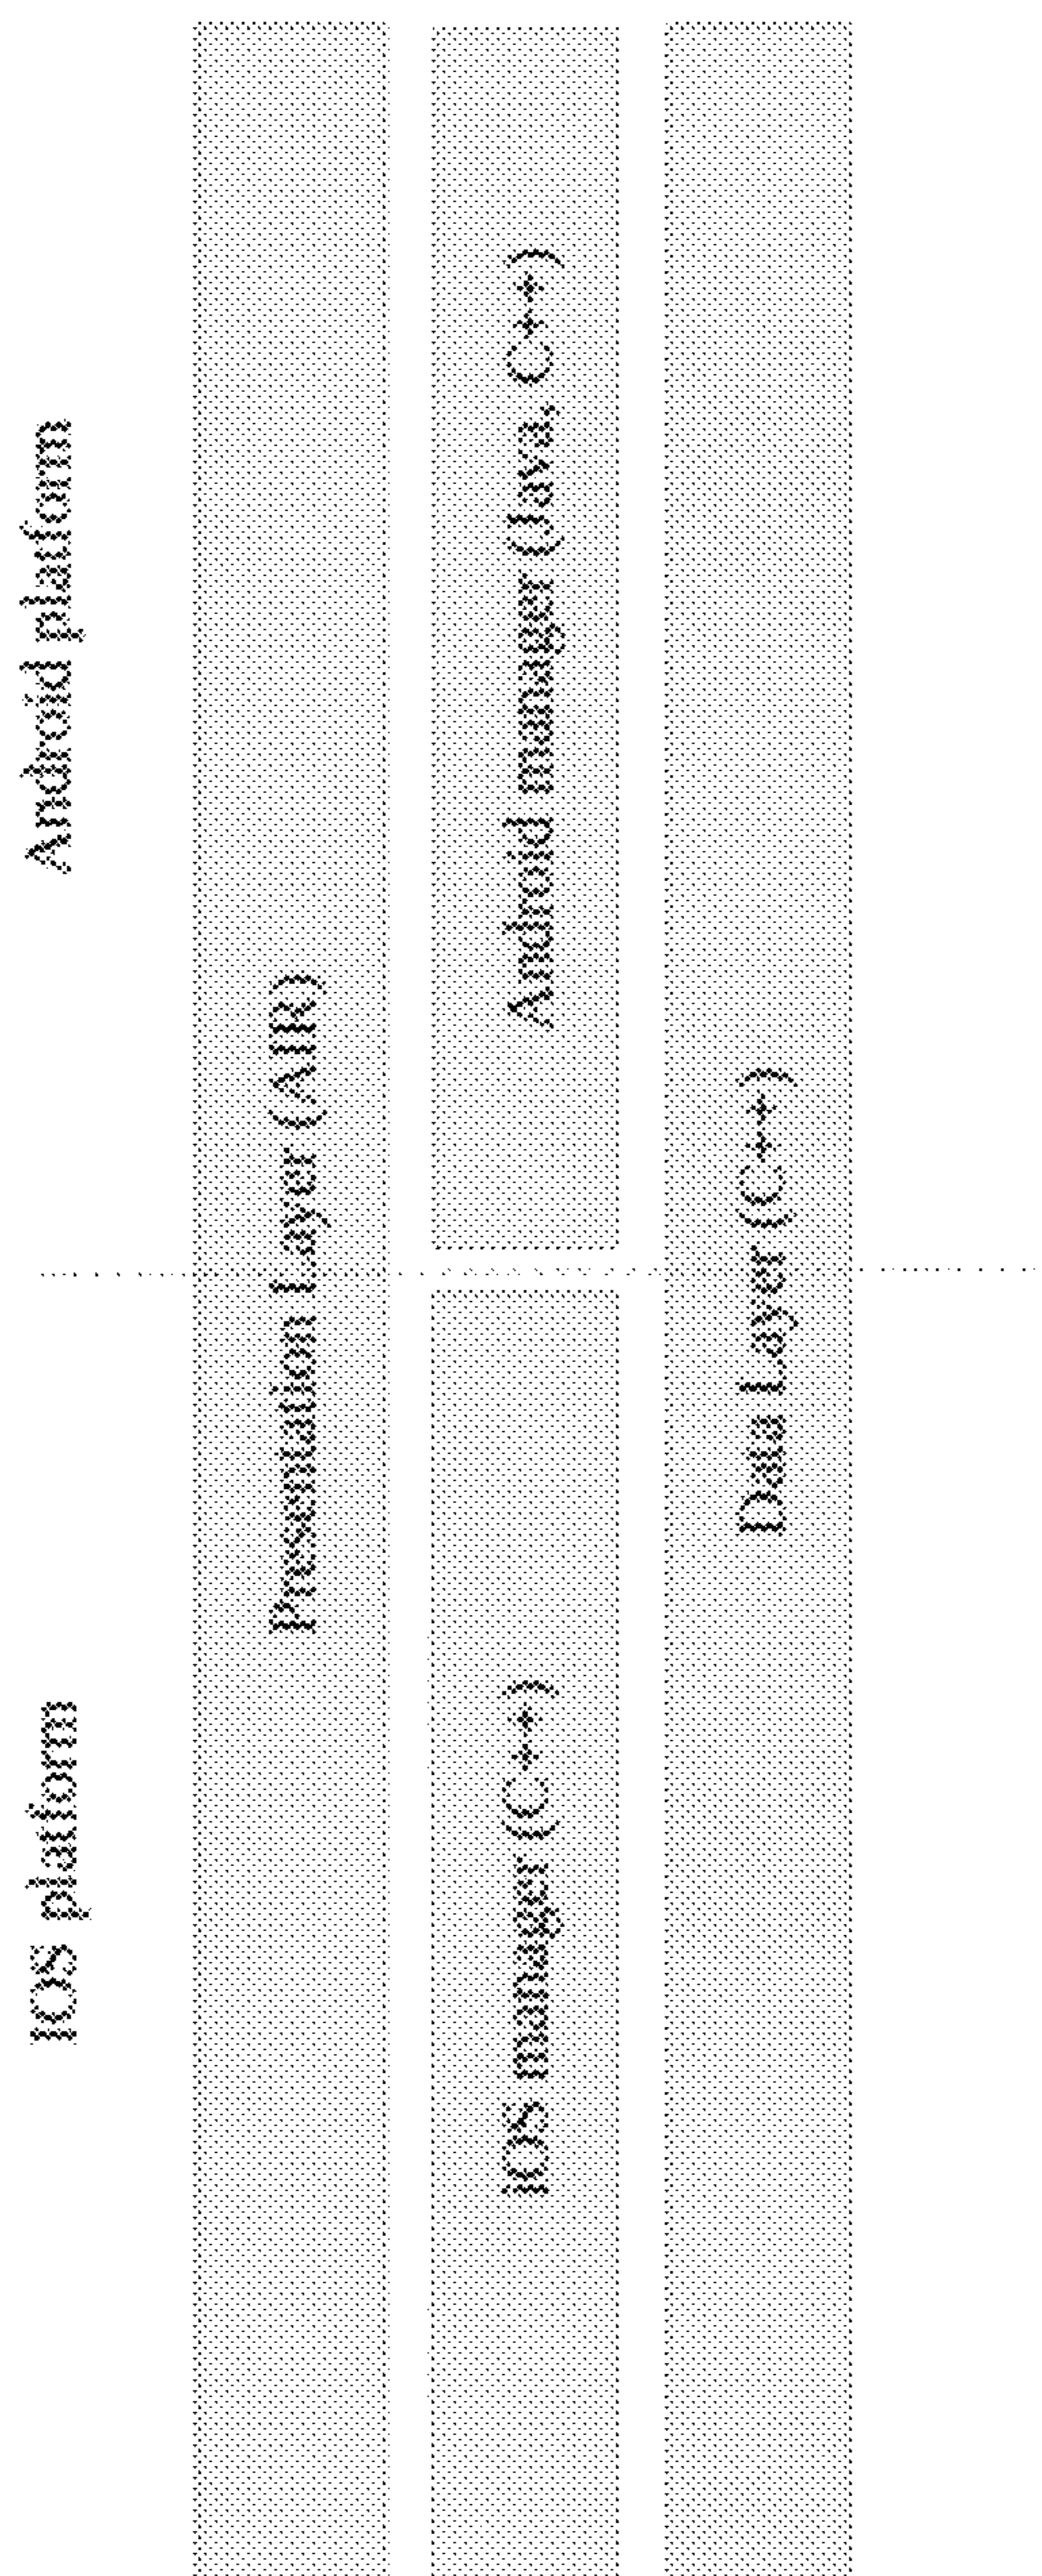 iOS platform
Android platform
Presentation Layer (AIR)
iOS manager (C++)
Android manager (Java, C++)
Data Layer (C++)